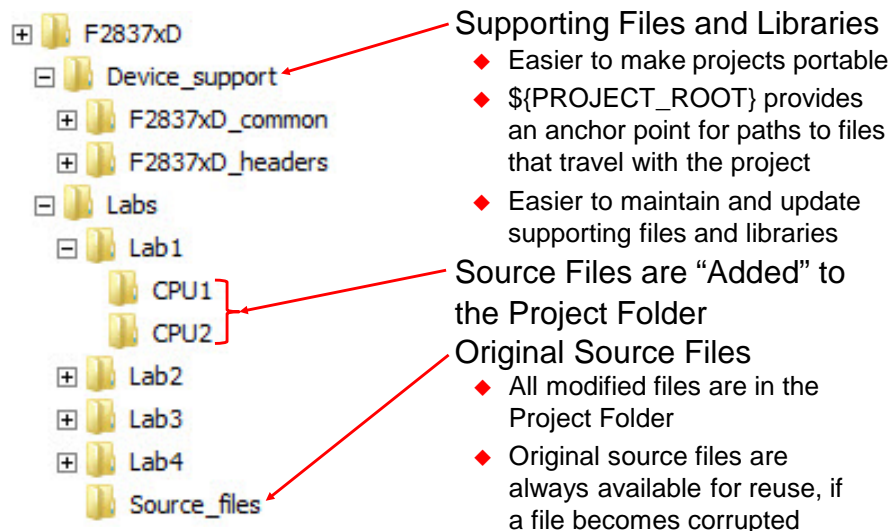 F2837xD
Device_support
F2837xD_common
F2837xD_headers
Labs
Lab1
CPU1
CPU2
Lab2
Lab3
Lab4
Source_files
Supporting Files and Libraries
Easier to make projects portable
${PROJECT_ROOT} provides
an anchor point for paths to files
that travel with the project
Easier to maintain and update
supporting files and libraries
Source Files are “Added” to
the Project Folder
Original Source Files
All modified files are in the
Project Folder
Original source files are
always available for reuse, if
a file becomes corrupted